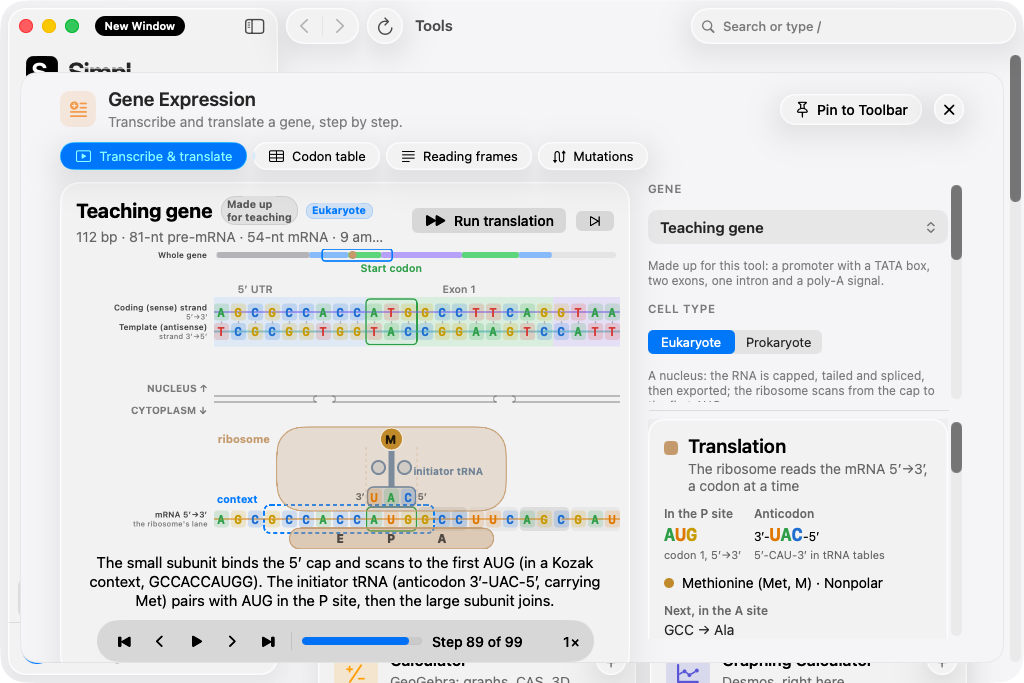 New Window
Tools
Search or type /
Gene Expression
Transcribe and translate a gene, step by step.
Pin to Toolbar
Transcribe & translate
Codon table
Reading frames
Mutations
Teaching gene
Made up
for teaching
Eukaryote
Run translation
112 bp · 81-nt pre-mRNA · 54-nt mRNA · 9 am...
Whole gene
Start codon
5′ UTR
Exon 1
Coding (sense) strand
5′→3′
A G C G C C A C C A T G G C C T T C A G G T A A
Template (antisense)
strand 3′→5′
T C G C G G T G G T A C C G G A A G T C C A T T
NUCLEUS ↑
CYTOPLASM ↓
ribosome
M
initiator tRNA
3′ U A C 5′
context
mRNA 5′→3′
the ribosome's lane
A G C G C C A C C A U G G C C U U C A G C G A U
E P A
The small subunit binds the 5′ cap and scans to the first AUG (in a Kozak
context, GCCACCAUGG). The initiator tRNA (anticodon 3′-UAC-5′, carrying
Met) pairs with AUG in the P site, then the large subunit joins.
Step 89 of 99
1×
GENE
Teaching gene
Made up for this tool: a promoter with a TATA box,
two exons, one intron and a poly-A signal.
CELL TYPE
Eukaryote
Prokaryote
A nucleus: the RNA is capped, tailed and spliced,
then exported; the ribosome scans from the cap to
Translation
The ribosome reads the mRNA 5′→3′,
a codon at a time
In the P site
Anticodon
AUG
3′-UAC-5′
codon 1, 5′→3′
5′-CAU-3′ in tRNA tables
Methionine (Met, M) · Nonpolar
Next, in the A site
GCC → Ala
Calculator
GeoGebra: graphs, CAS, 3D
Graphing Calculator
Desmos, right here